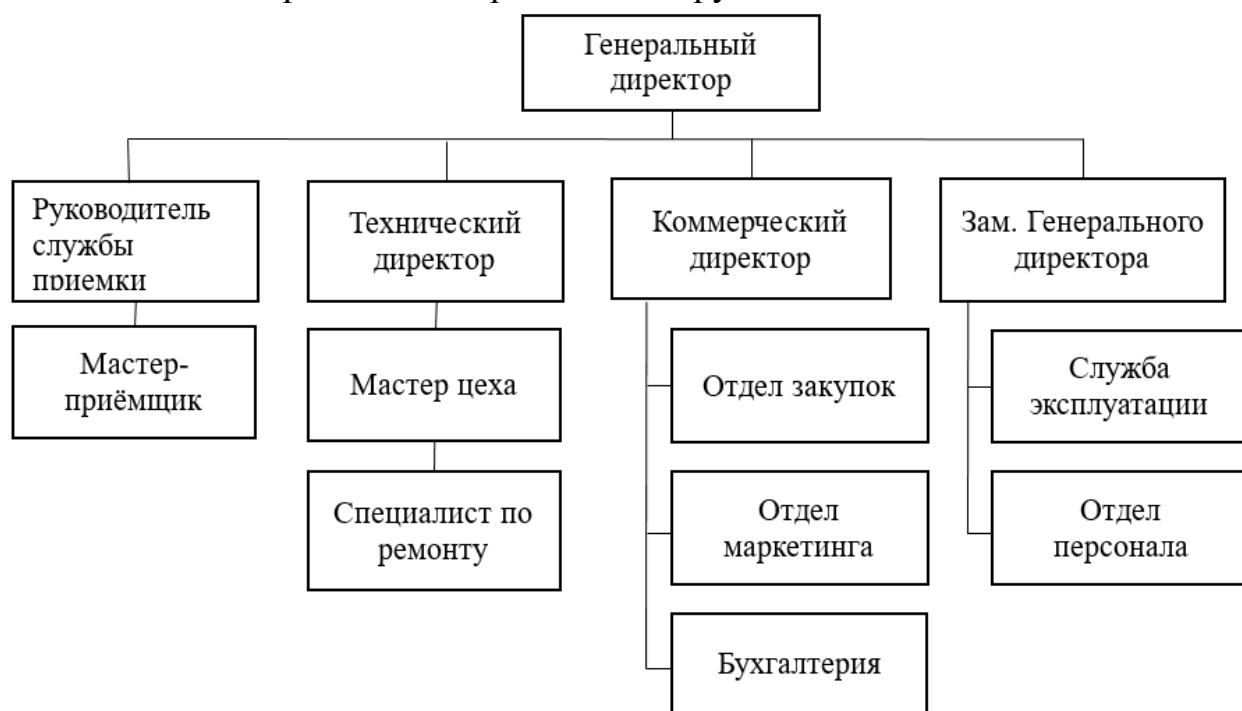 Генеральный
директор
Руководитель
службы
приемки
Технический
директор
Коммерческий
директор
Зам. Генерального
директора
Мастер-
приёмщик
Мастер цеха
Отдел закупок
Служба
эксплуатации
Специалист по
ремонту
Отдел
маркетинга
Отдел
персонала
Бухгалтерия